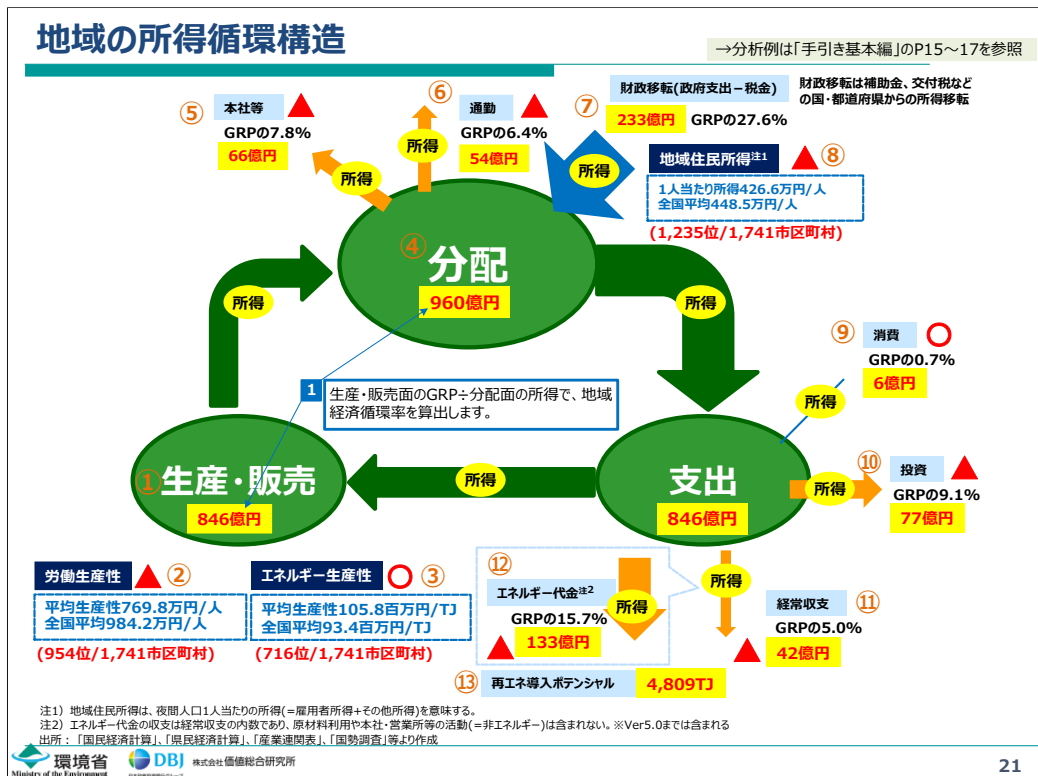 地域の所得循環構造
→分析例は「手引き基本編」のP15～17を参照
⑤
本社等
GRPの7.8%
66億円
⑥
通勤
GRPの6.4%
54億円
⑦
財政移転(政府支出－税金)
233億円 GRPの27.6%
財政移転は補助金、交付税など
の国・都道府県からの所得移転
所得
所得
所得
地域住民所得注1
⑧
1人当たり所得426.6万円/人
全国平均448.5万円/人
(1,235位/1,741市区町村)
④
分配
960億円
所得
所得
⑨
消費
GRPの0.7%
6億円
所得
1
生産・販売面のGRP÷分配面の所得で、地域
経済循環率を算出します。
①生産・販売
846億円
所得
支出
846億円
所得
⑩
投資
GRPの9.1%
77億円
労働生産性
②
平均生産性769.8万円/人
全国平均984.2万円/人
(954位/1,741市区町村)
エネルギー生産性
③
平均生産性105.8百万円/TJ
全国平均93.4百万円/TJ
(716位/1,741市区町村)
⑫
エネルギー代金注2
GRPの15.7%
133億円
所得
所得
経常収支
⑪
GRPの5.0%
42億円
⑬ 再エネ導入ポテンシャル 4,809TJ
注1）地域住民所得は、夜間人口1人当たりの所得(=雇用者所得+その他所得)を意味する。
注2）エネルギー代金の収支は経常収支の内数であり、原材料利用や本社・営業所等の活動(=非エネルギー)は含まれない。※Ver5.0までは含まれる
出所：「国民経済計算」、「県民経済計算」、「産業連関表」、「国勢調査」等より作成
環境省
Ministry of the Environment
DBJ 株式会社価値総合研究所
21